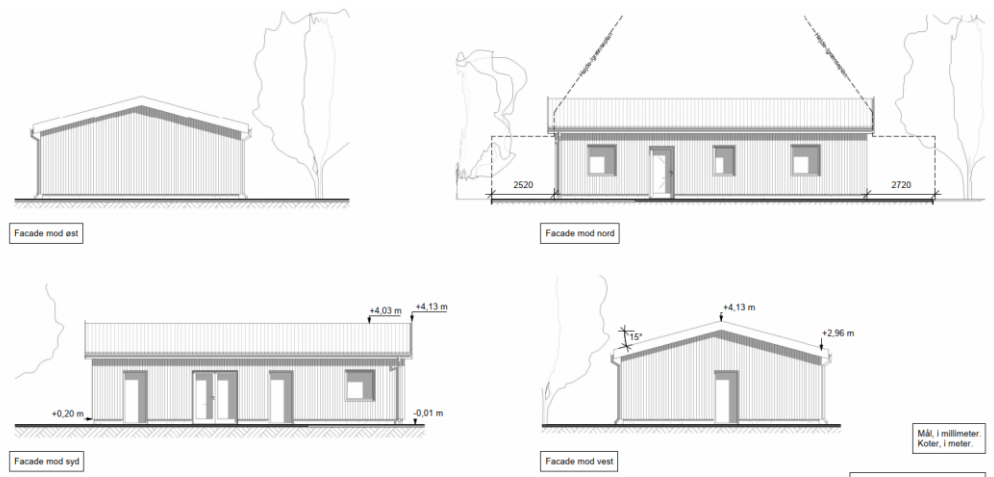 Højde-/grænseplan
Højde-/grænseplan
2520
2720
Facade mod øst
Facade mod nord
+4,03 m
+4,13 m
+0,20 m
-0,01 m
Facade mod syd
+4,13 m
15°
+2,96 m
Facade mod vest
Mål, i millimeter.
Koter, i meter.